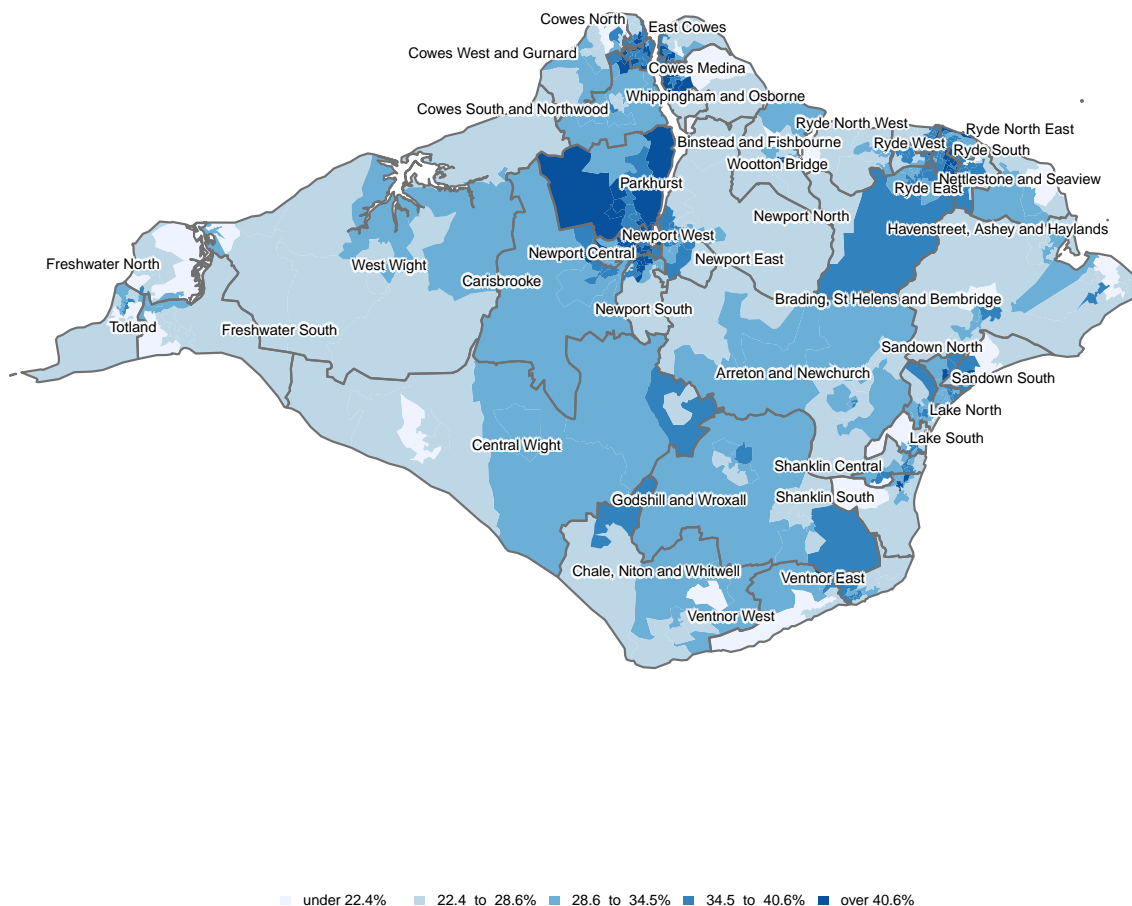 Cowes North
East Cowes
Cowes West and Gurnard
Cowes Medina
Whippingham and Osborne
Cowes South and Northwood
Ryde North West
Ryde North East
Binstead and Fishbourne
Ryde West
Ryde South
Wootton Bridge
Parkhurst
Nettlestone and Seaview
Ryde East
Newport North
Havenstreet, Ashey and Haylands
Newport West
Newport Central
Newport East
Freshwater North
West Wight
Carisbrooke
Brading, St Helens and Bembridge
Newport South
Totland
Freshwater South
Sandown North
Arreton and Newchurch
Sandown South
Lake North
Lake South
Central Wight
Shanklin Central
Godshill and Wroxall
Shanklin South
Chale, Niton and Whitwell
Ventnor East
Ventnor West
under 22.4% 22.4 to 28.6% 28.6 to 34.5% 34.5 to 40.6% over 40.6%